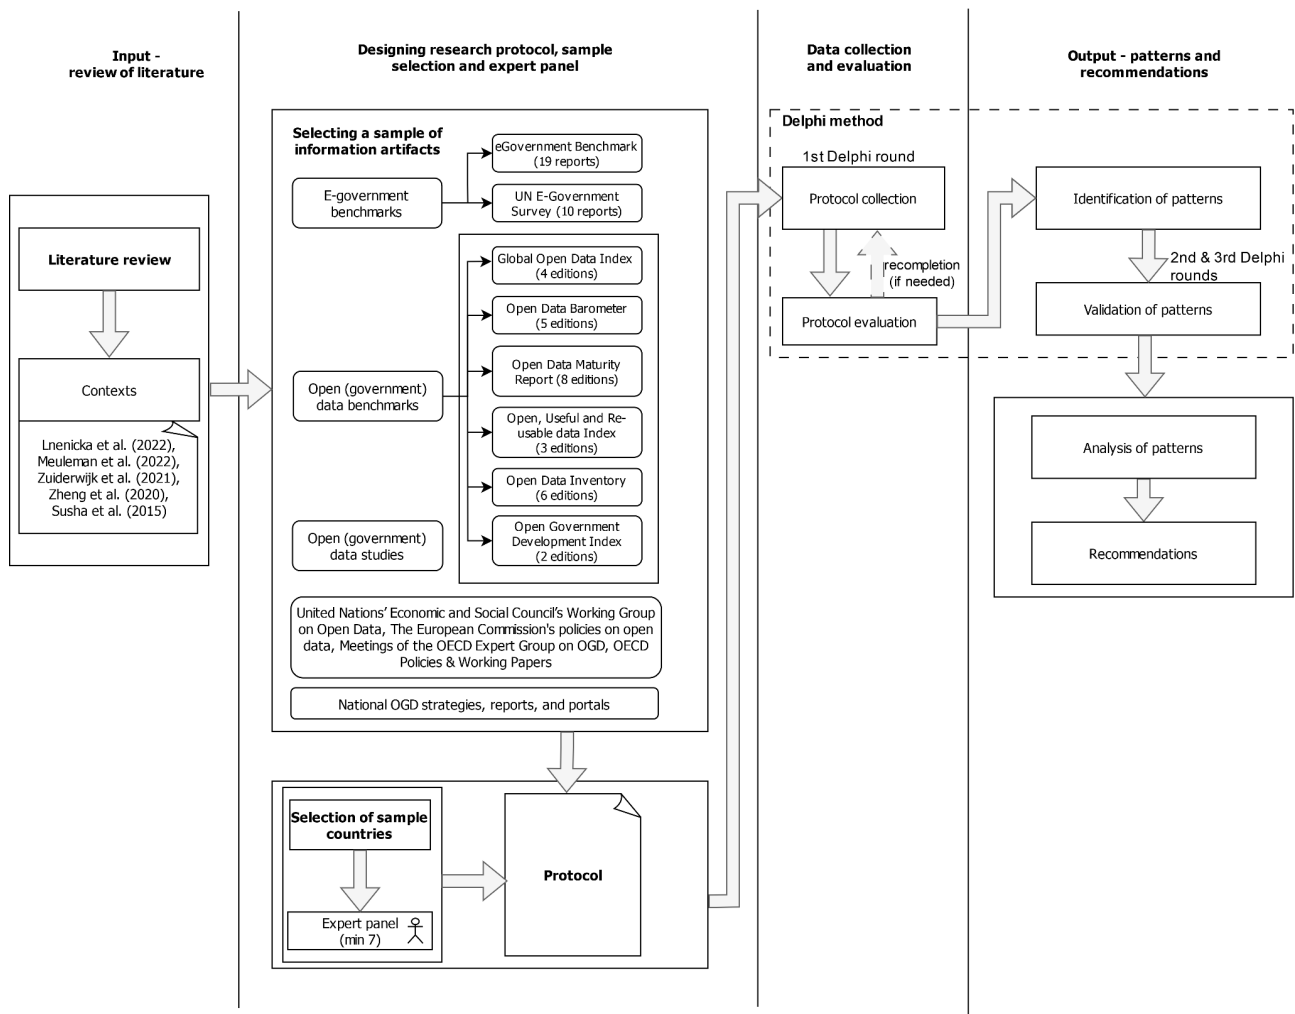 Input -
review of literature
Designing research protocol, sample
selection and expert panel
Data collection
and evaluation
Output - patterns and
recommendations
Literature review
Contexts
Lnenicka et al. (2022),
Meuleman et al. (2022),
Zuiderwijk et al. (2021),
Zheng et al. (2020),
Susha et al. (2015)
Selecting a sample of
information artifacts
E-government
benchmarks
eGovernment Benchmark
(19 reports)
UN E-Government
Survey (10 reports)
Open (government)
data benchmarks
Global Open Data Index
(4 editions)
Open Data Barometer
(5 editions)
Open Data Maturity
Report (8 editions)
Open, Useful and Re-
usable data Index
(3 editions)
Open Data Inventory
(6 editions)
Open Government
Development Index
(2 editions)
Open (government)
data studies
United Nations’ Economic and Social Council’s Working Group
on Open Data, The European Commission's policies on open
data, Meetings of the OECD Expert Group on OGD, OECD
Policies & Working Papers
National OGD strategies, reports, and portals
Selection of sample
countries
Expert panel
(min 7)
Protocol
Delphi method
1st Delphi round
Protocol collection
recompletion
(if needed)
Protocol evaluation
Identification of patterns
2nd & 3rd Delphi
rounds
Validation of patterns
Analysis of patterns
Recommendations